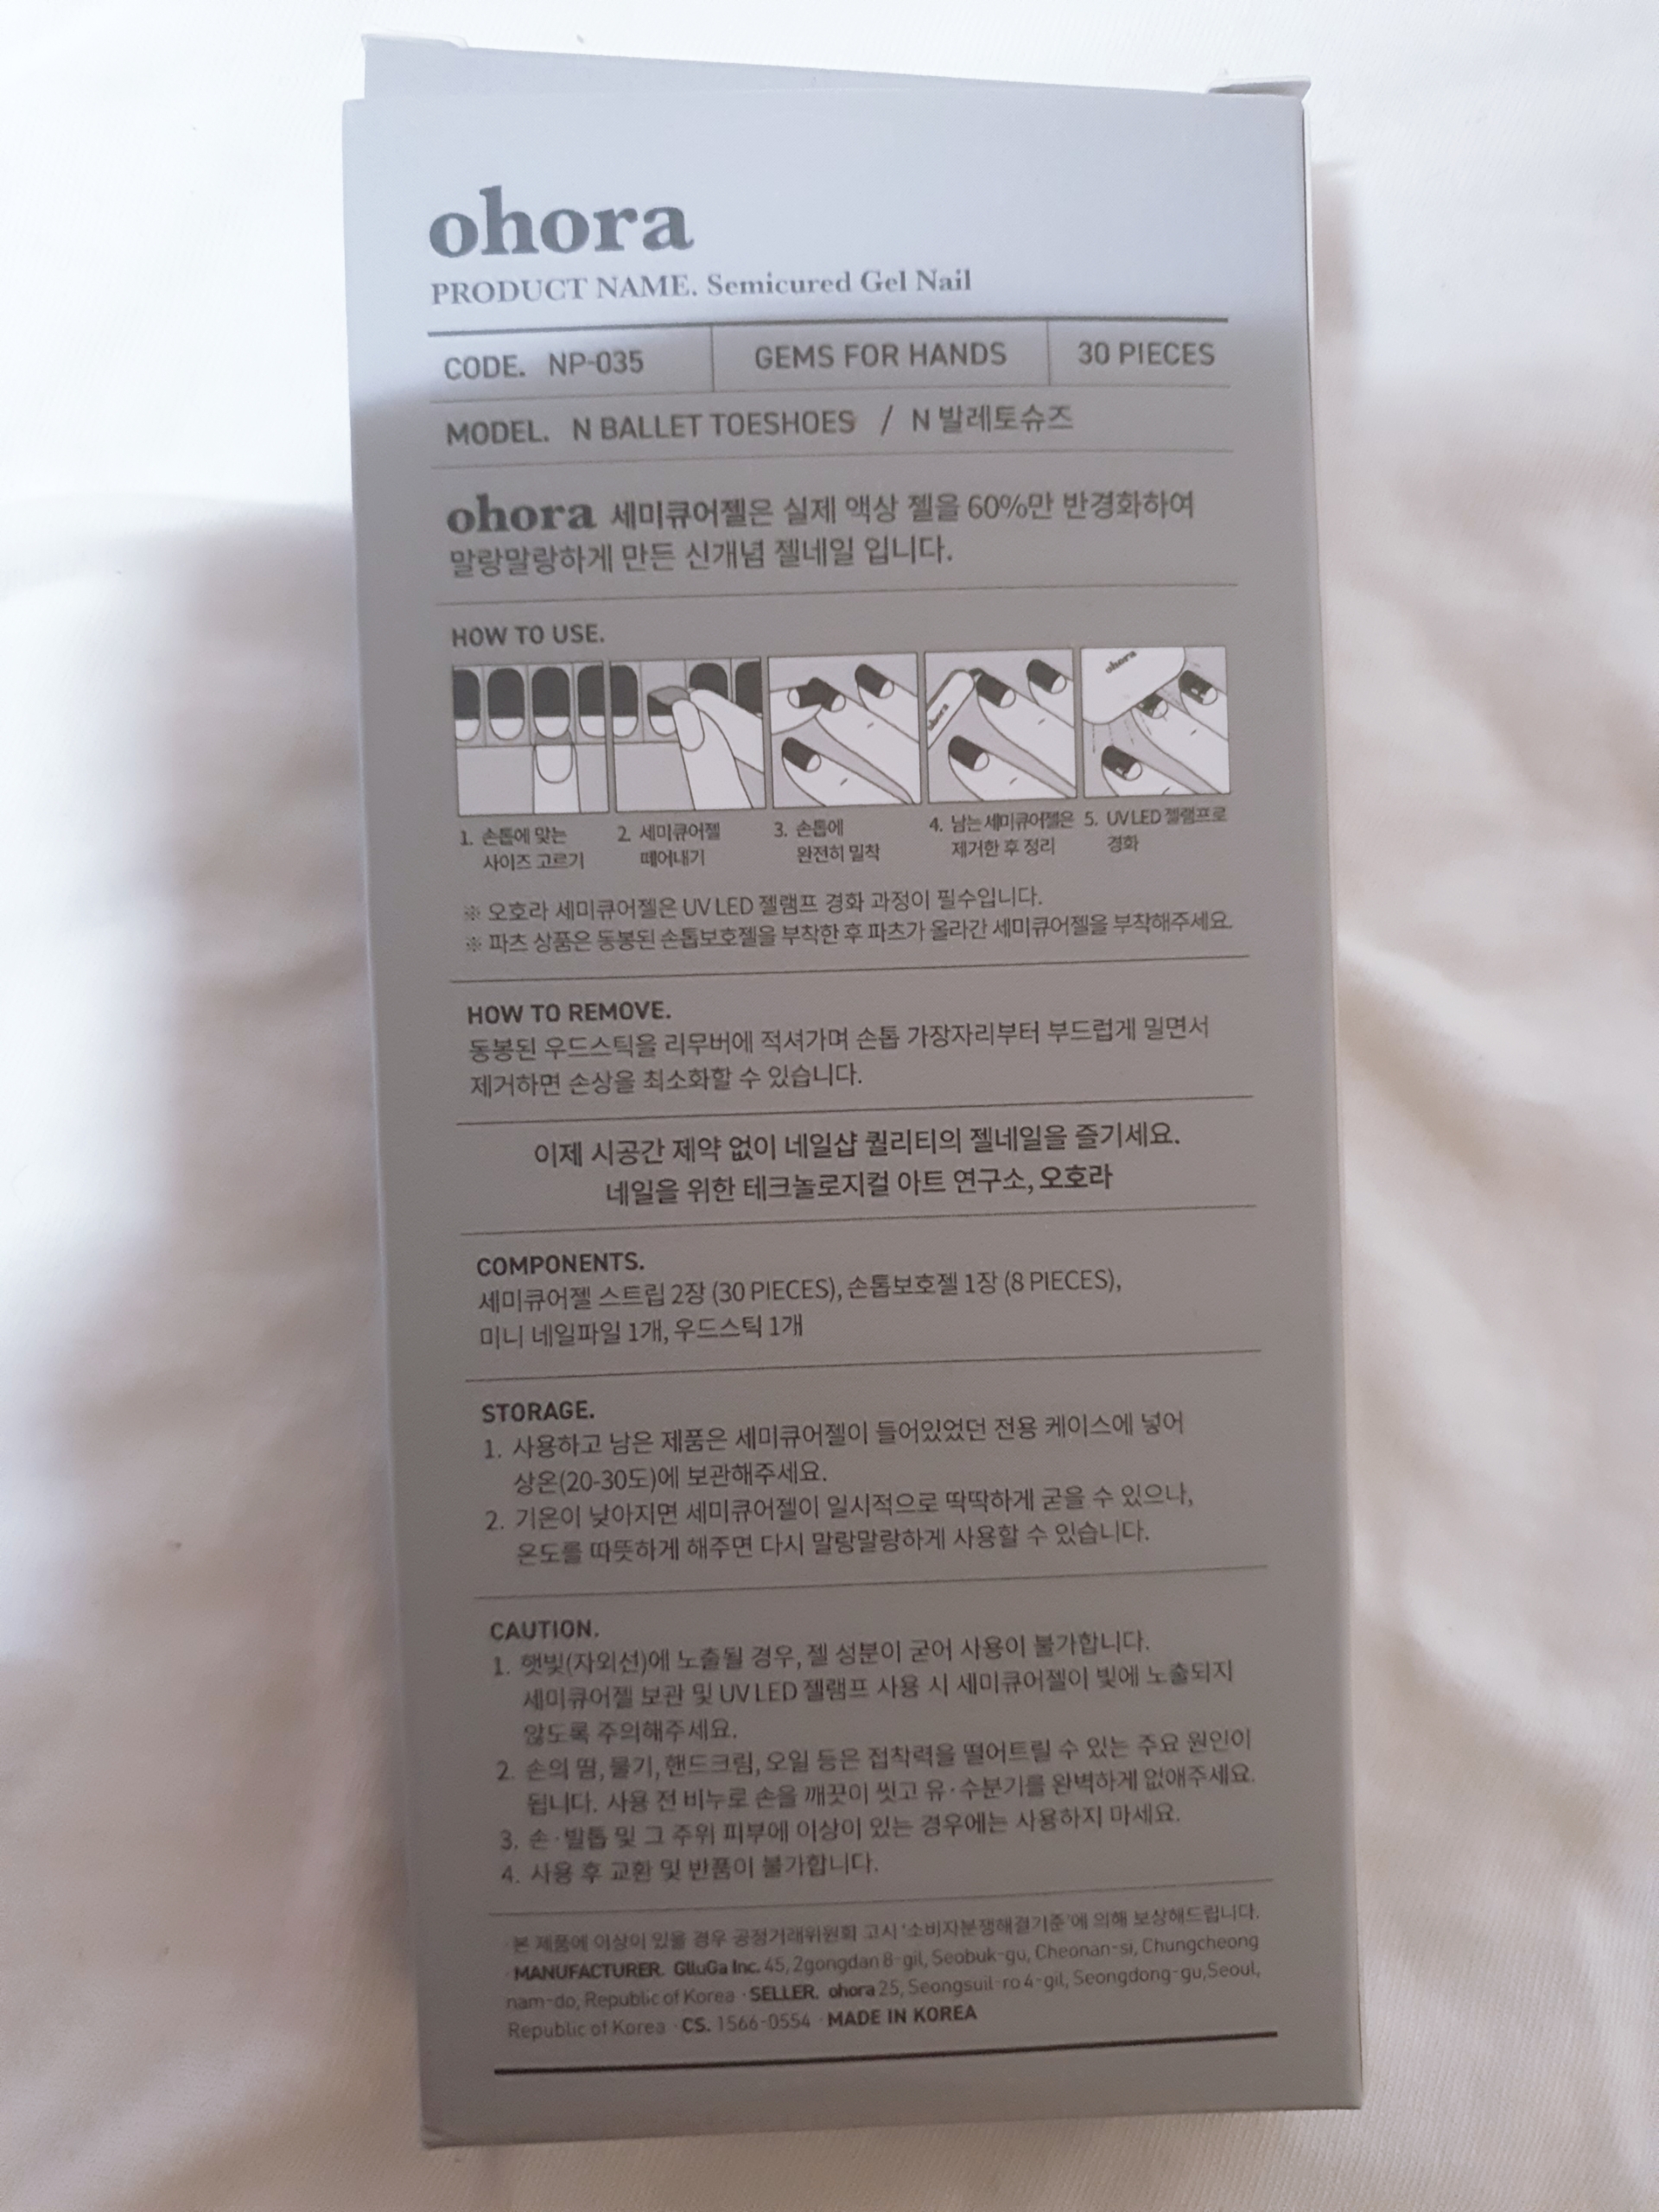 ohora
PRODUCT NAME. Semicured Gel Nail
CODE. NP-035
GEMS FOR HANDS
30 PIECES
MODEL. N BALLET TOESHOES / N 발레토슈즈
ohora 세미큐어젤은 실제 액상 젤을 60%만 반경화하여
말랑말랑하게 만든 신개념 젤네일 입니다.
HOW TO USE.
ohora
ohora
1. 손톱에 맞는
사이즈 고르기
2. 세미큐어젤
떼어내기
3. 손톱에
완전히 밀착
4. 남는 세미큐어젤은
제거한 후 정리
5. UV LED 젤램프로
경화
※ 오호라 세미큐어젤은 UV LED 젤램프 경화 과정이 필수입니다.
※ 파츠 상품은 동봉된 손톱보호젤을 부착한 후 파츠가 올라간 세미큐어젤을 부착해주세요.
HOW TO REMOVE.
동봉된 우드스틱을 리무버에 적셔가며 손톱 가장자리부터 부드럽게 밀면서
제거하면 손상을 최소화할 수 있습니다.
이제 시공간 제약 없이 네일샵 퀄리티의 젤네일을 즐기세요.
네일을 위한 테크놀로지컬 아트 연구소, 오호라
COMPONENTS.
세미큐어젤 스트립 2장 (30 PIECES), 손톱보호젤 1장 (8 PIECES),
미니 네일파일 1개, 우드스틱 1개
STORAGE.
1. 사용하고 남은 제품은 세미큐어젤이 들어있었던 전용 케이스에 넣어
상온(20-30도)에 보관해주세요.
2. 기온이 낮아지면 세미큐어젤이 일시적으로 딱딱하게 굳을 수 있으나,
온도를 따뜻하게 해주면 다시 말랑말랑하게 사용할 수 있습니다.
CAUTION.
1. 햇빛(자외선)에 노출될 경우, 젤 성분이 굳어 사용이 불가합니다.
세미큐어젤 보관 및 UV LED 젤램프 사용 시 세미큐어젤이 빛에 노출되지
않도록 주의해주세요.
2. 손의 땀, 물기, 핸드크림, 오일 등은 접착력을 떨어트릴 수 있는 주요 원인이
됩니다. 사용 전 비누로 손을 깨끗이 씻고 유·수분기를 완벽하게 없애주세요.
3. 손·발톱 및 그 주위 피부에 이상이 있는 경우에는 사용하지 마세요.
4. 사용 후 교환 및 반품이 불가합니다.
·본 제품에 이상이 있을 경우 공정거래위원회 고시 '소비자분쟁해결기준'에 의해 보상해드립니다.
·MANUFACTURER. GlluGa Inc. 45, 2gongdan 8-gil, Seobuk-gu, Cheonan-si, Chungcheong
nam-do, Republic of Korea ·SELLER. ohora 25, Seongsuil-ro 4-gil, Seongdong-gu,Seoul,
Republic of Korea ·CS. 1566-0554 ·MADE IN KOREA